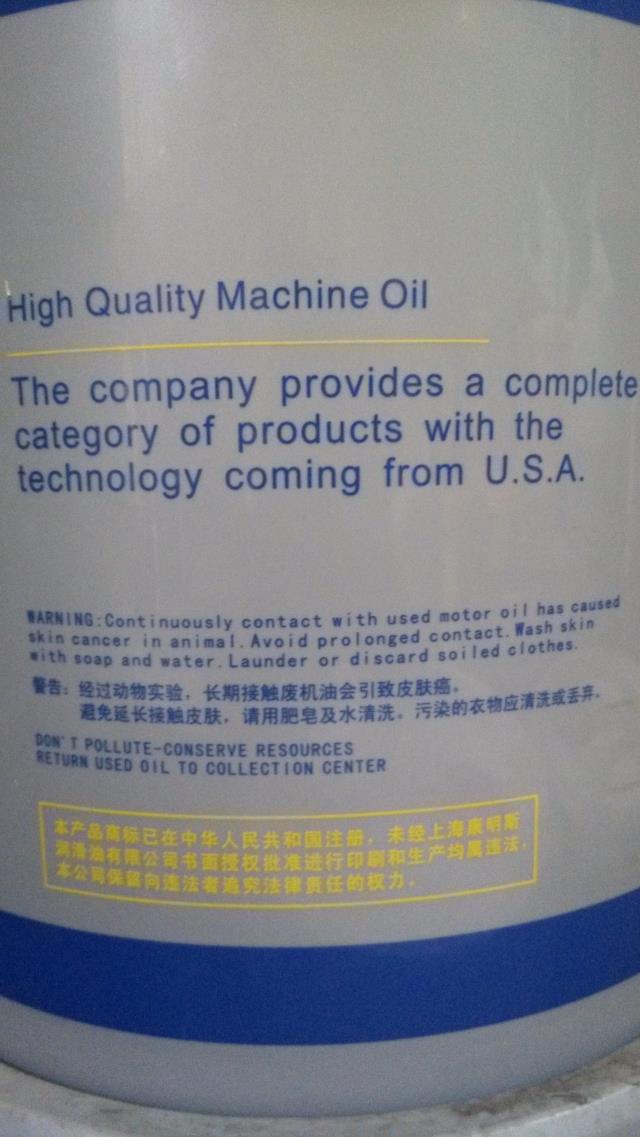 High Quality Machine Oil
The company provides a complete
category of products with the
technology coming from U.S.A.
WARNING:Continuously contact with used motor oil has caused
skin cancer in animal. Avoid prolonged contact. Wash skin
with soap and water. Launder or discard soiled clothes.
警告：经过动物实验，长期接触废机油会引致皮肤癌。
避免延长接触皮肤，请用肥皂及水清洗。污染的衣物应清洗或丢弃。
DON'T POLLUTE-CONSERVE RESOURCES
RETURN USED OIL TO COLLECTION CENTER
本产品商标已在中华人民共和国注册，未经上海康明斯
润滑油有限公司书面授权批准进行印刷和生产均属违法，
本公司保留向违法者追究法律责任的权力。